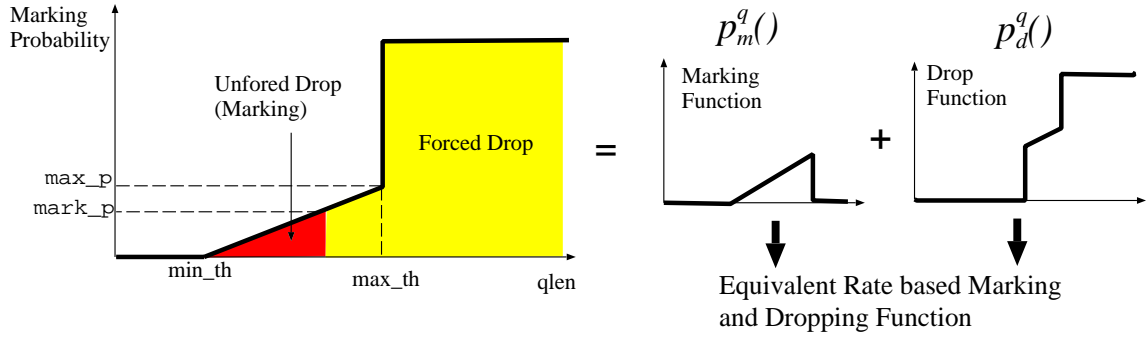 Marking
Probability
Unfored Drop
(Marking)
Forced Drop
max_p
mark_p
min_th
max_th
qlen
=
p_m^q()
Marking
Function
+
p_d^q()
Drop
Function
Equivalent Rate based Marking
and Dropping Function